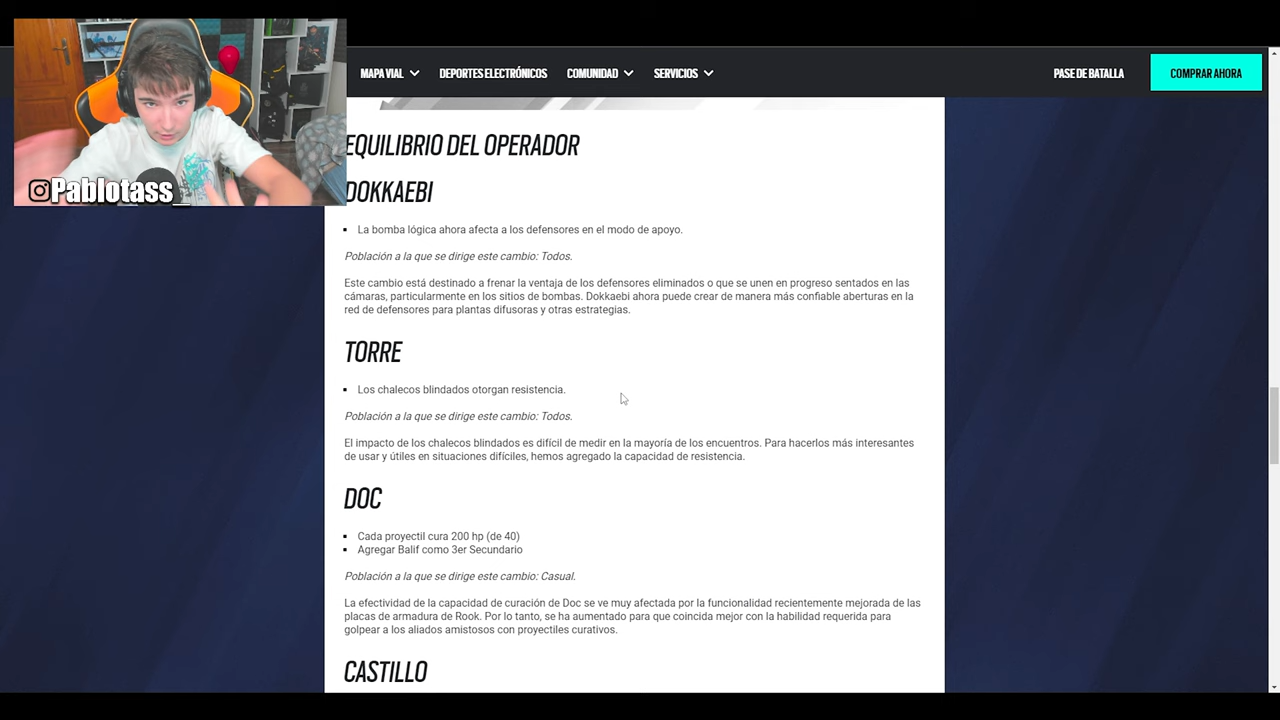 MAPA VIAL
DEPORTES ELECTRÓNICOS
COMUNIDAD
SERVICIOS
PASE DE BATALLA
COMPRAR AHORA
Pablotass_
EQUILIBRIO DEL OPERADOR
DOKKAEBI
La bomba lógica ahora afecta a los defensores en el modo de apoyo.
Población a la que se dirige este cambio: Todos.
Este cambio está destinado a frenar la ventaja de los defensores eliminados o que se unen en progreso sentados en las
cámaras, particularmente en los sitios de bombas. Dokkaebi ahora puede crear de manera más confiable aberturas en la
red de defensores para plantas difusoras y otras estrategias.
TORRE
Los chalecos blindados otorgan resistencia.
Población a la que se dirige este cambio: Todos.
El impacto de los chalecos blindados es difícil de medir en la mayoría de los encuentros. Para hacerlos más interesantes
de usar y útiles en situaciones difíciles, hemos agregado la capacidad de resistencia.
DOC
Cada proyectil cura 200 hp (de 40)
Agregar Balif como 3er Secundario
Población a la que se dirige este cambio: Casual.
La efectividad de la capacidad de curación de Doc se ve muy afectada por la funcionalidad recientemente mejorada de las
placas de armadura de Rook. Por lo tanto, se ha aumentado para que coincida mejor con la habilidad requerida para
golpear a los aliados amistosos con proyectiles curativos.
CASTILLO